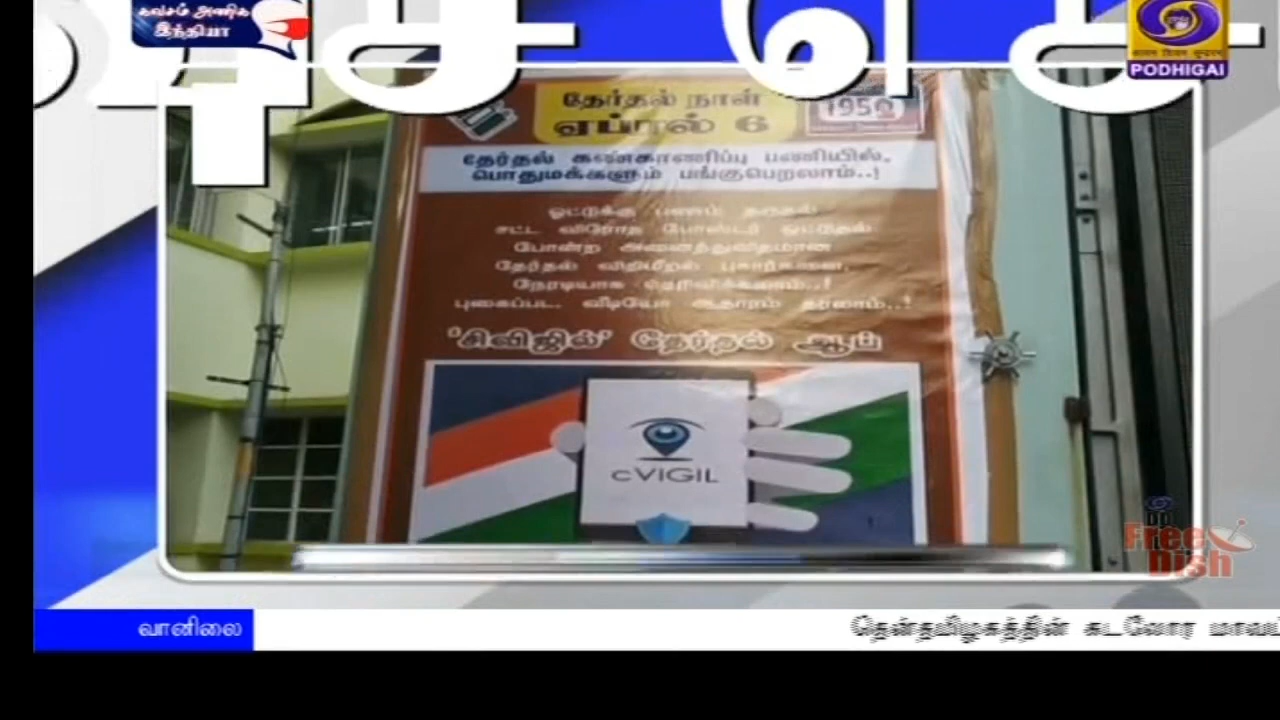 கவசம் அணிக
இந்தியா
PODHIGAI
தேர்தல் நாள்
ஏப்ரல் 6
1950
தேர்தல் கண்காணிப்பு பணியில்,
பொதுமக்களும் பங்குபெறலாம்..!
ஓட்டுக்கு பணம் தருதல்
சட்ட விரோத போஸ்டர் ஒட்டுதல்
போன்ற அனைத்துவிதமான
தேர்தல் விதிமீறல் புகார்களை,
நேரடியாக தெரிவிக்கலாம்..!
புகைப்பட, வீடியோ ஆதாரம் தரலாம்..!
'சிவிஜில்' தேர்தல் ஆப்
cVIGIL
DD
Free
Dish
வானிலை
தென்தமிழகத்தின் கடலோர